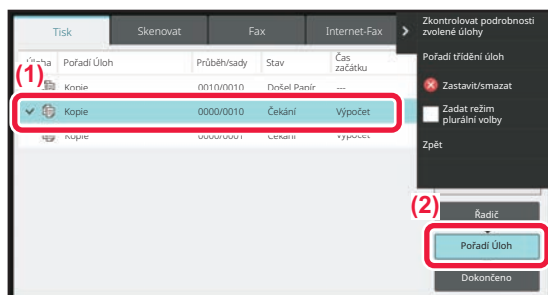 Tisk
Skenovat
Fax
Internet-Fax
Zkontrolovat podrobnosti
zvolené úlohy
Pořadí třídění úloh
Zastavit/smazat
Zadat režim
plurální volby
Zpět
Úloha Pořadí Úloh Průběh/sady Stav Čas
začátku
(1)
Kopie 0010/0010 Došel Papír ---
Kopie 0000/0010 Čekání Výpočet
Kopie 0000/0001 Čekání Výpočet
(2)
Řadič
Pořadí Úloh
Dokončeno